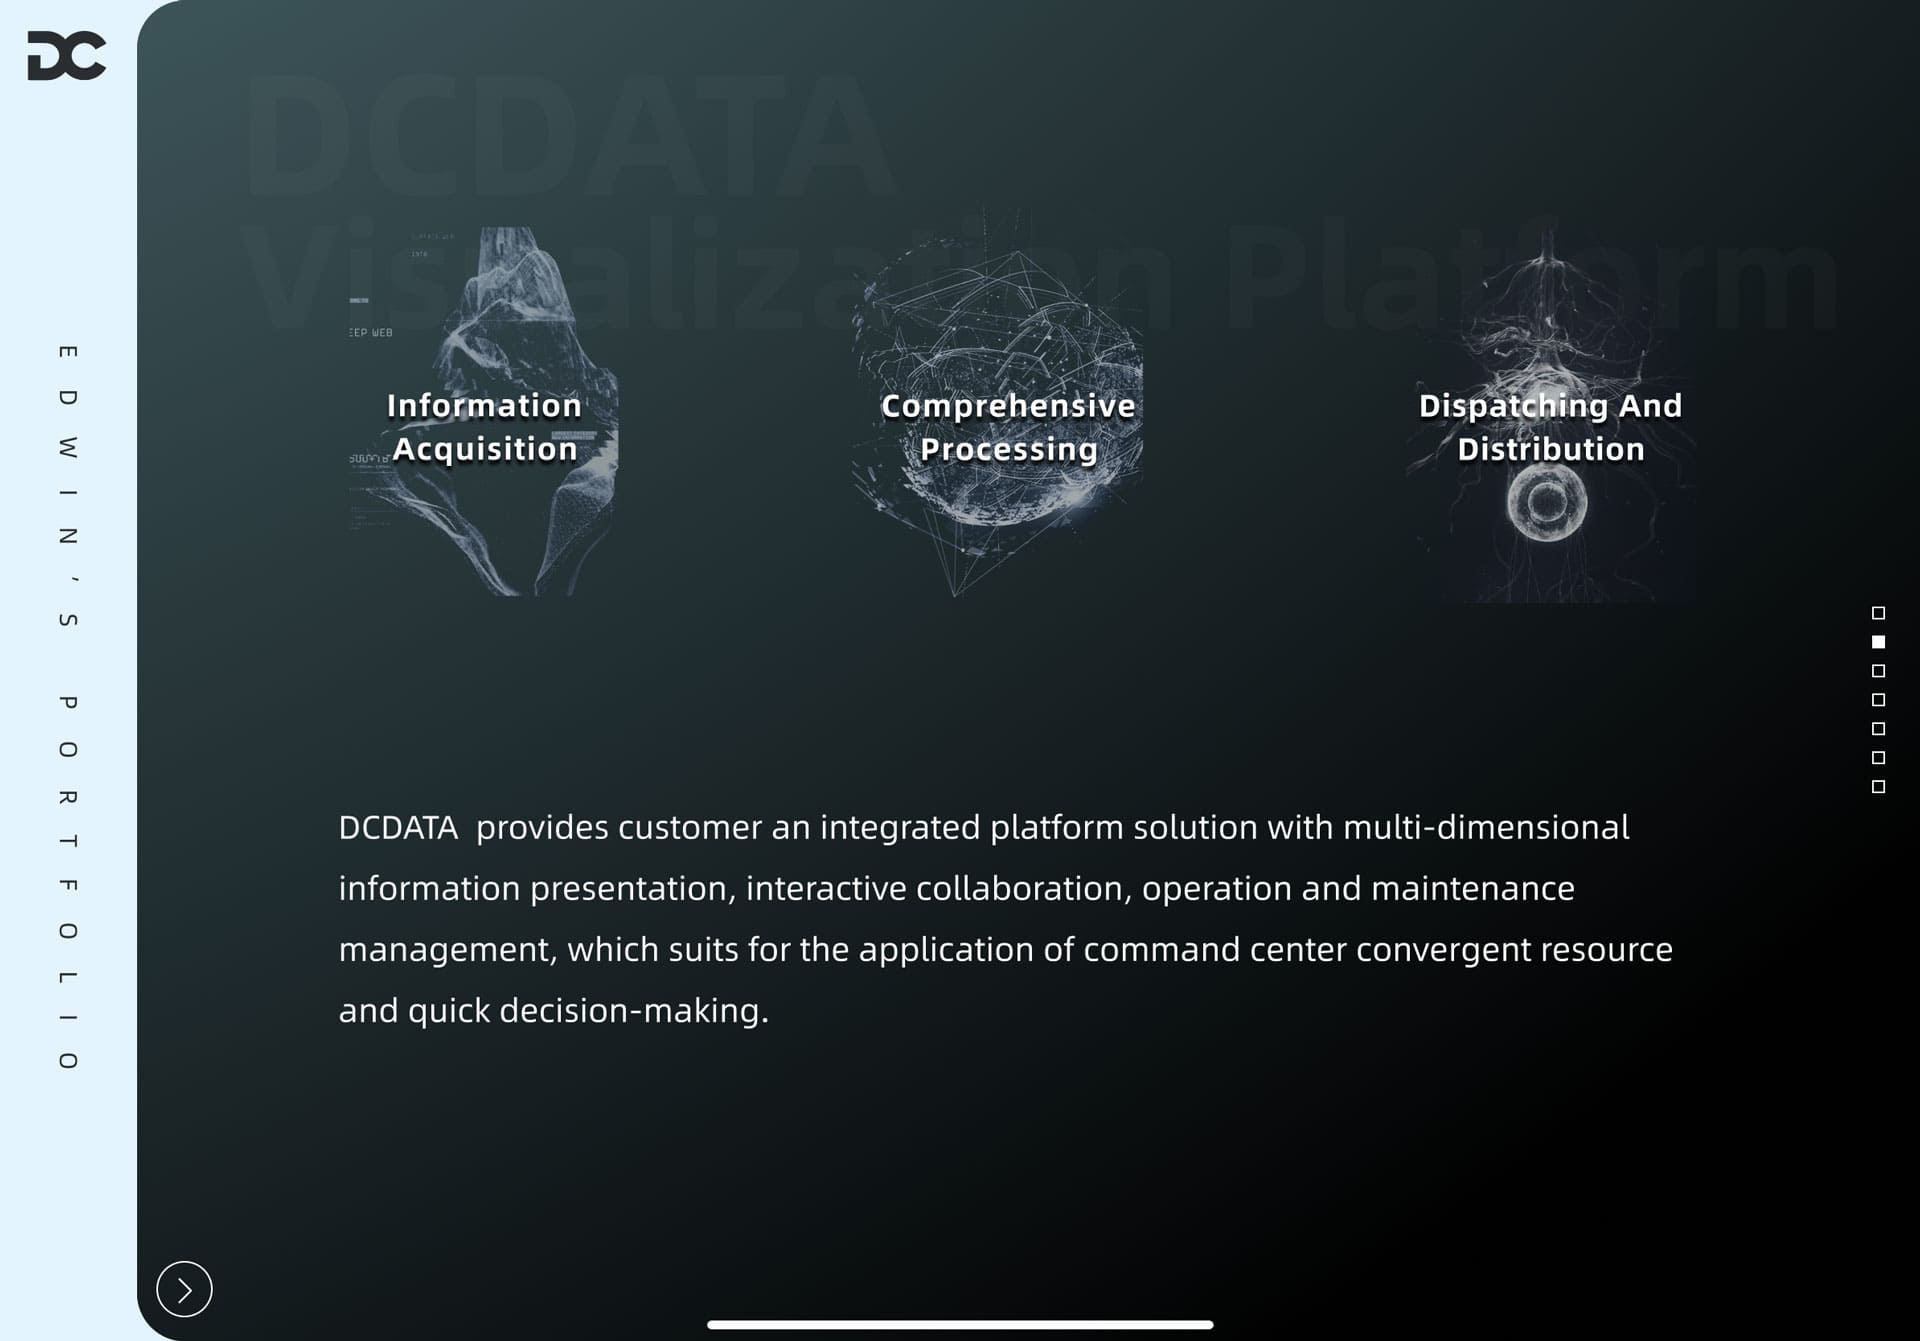 DC
EDWIN'S PORTFOLIO
DCDATA
Visualization Platform
1970
EEP WEB
Information
Acquisition
Comprehensive
Processing
Dispatching And
Distribution
DCDATA  provides customer an integrated platform solution with multi-dimensional
information presentation, interactive collaboration, operation and maintenance
management, which suits for the application of command center convergent resource
and quick decision-making.